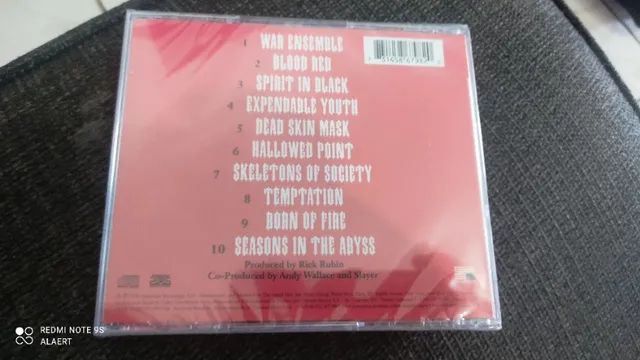 1 WAR ENSEMBLE
2 BLOOD RED
3 SPIRIT IN BLACK
4 EXPENDABLE YOUTH
5 DEAD SKIN MASK
6 HALLOWED POINT
7 SKELETONS OF SOCIETY
8 TEMPTATION
9 BORN OF FIRE
10 SEASONS IN THE ABYSS
Produced by Rick Rubin
Co-Produced by Andy Wallace and Slayer
REDMI NOTE 9S
ALAERT